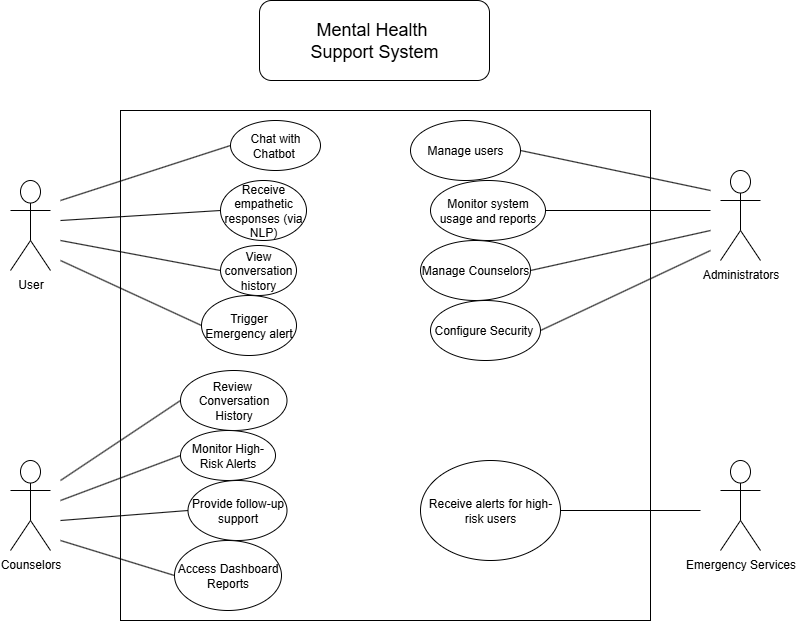 Mental Health
Support System
Chat with
Chatbot
Receive
empathetic
responses (via
NLP)
View
conversation
history
Trigger
Emergency alert
User
Manage users
Monitor system
usage and reports
Manage Counselors
Configure Security
Administrators
Review
Conversation
History
Monitor High-
Risk Alerts
Provide follow-up
support
Access Dashboard
Reports
Counselors
Receive alerts for high-
risk users
Emergency Services